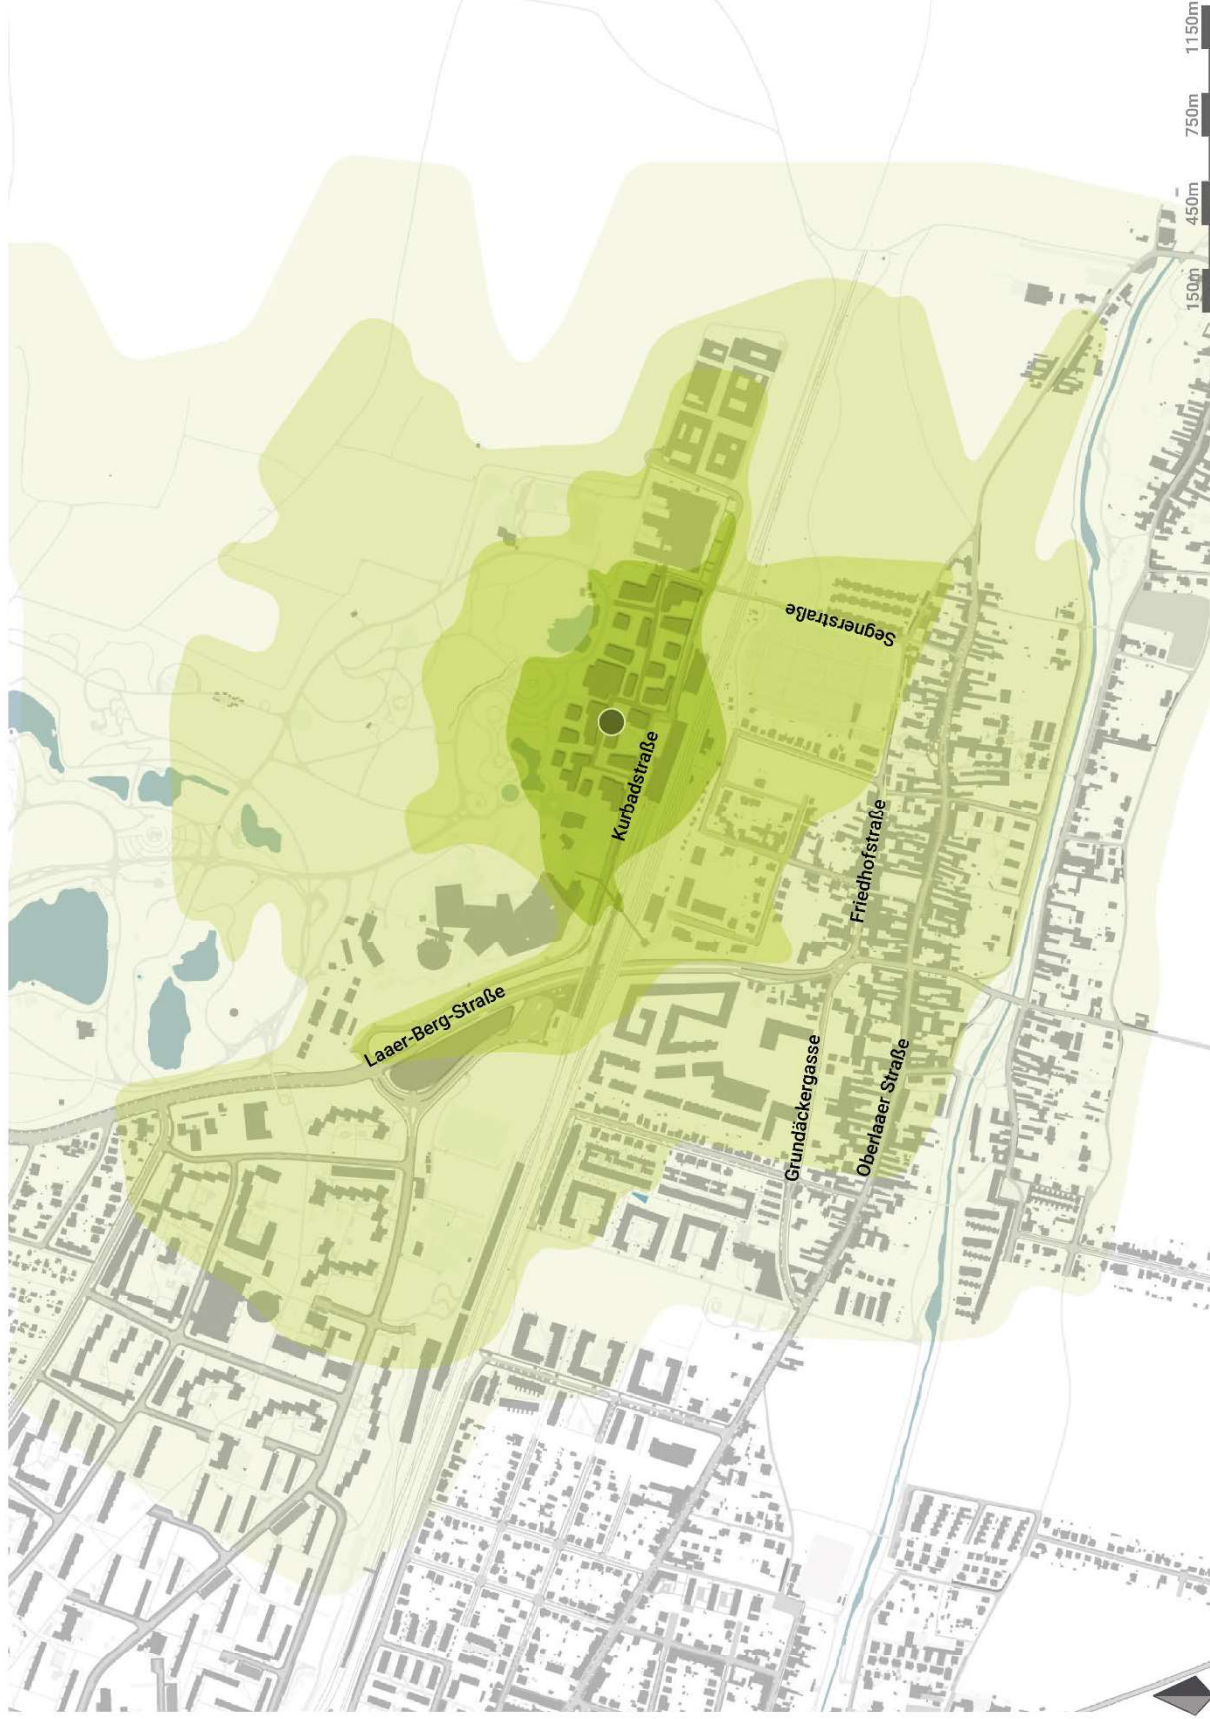 Laaer-Berg-Straße
Kurbadstraße
Segnerstraße
Friedhofstraße
Grundäckergasse
Oberlaaer Straße
150m
450m
750m
1150m